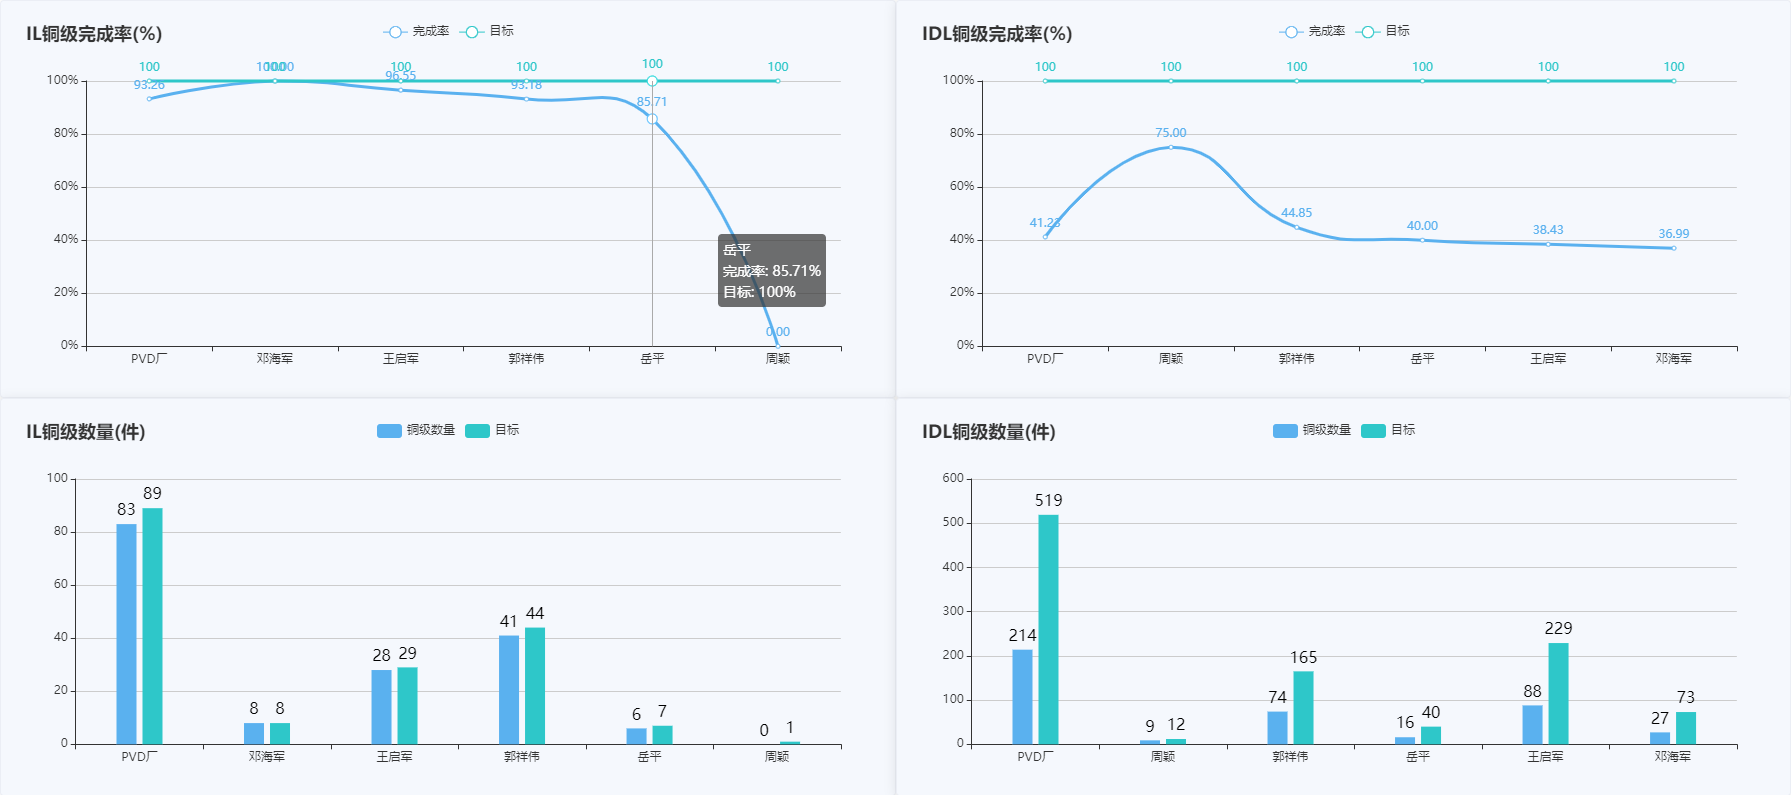 IL铜级完成率(%)
完成率 目标
100 100.00 100 100 100 100 100
93.26 96.55 93.18 85.71 0.00
100%
80%
60%
40%
20%
0%
岳平
完成率: 85.71%
目标: 100%
PVD厂 邓海军 王启军 郭祥伟 岳平 周颖
IDL铜级完成率(%)
完成率 目标
100 100 100 100 100 100
41.23 75.00 44.85 40.00 38.43 36.99
100%
80%
60%
40%
20%
0%
PVD厂 周颖 郭祥伟 岳平 王启军 邓海军
IL铜级数量(件)
铜级数量 目标
100
80
60
40
20
0
83 89 8 8 28 29 41 44 6 7 0 1
PVD厂 邓海军 王启军 郭祥伟 岳平 周颖
IDL铜级数量(件)
铜级数量 目标
600
500
400
300
200
100
0
214 519 9 12 74 165 16 40 88 229 27 73
PVD厂 周颖 郭祥伟 岳平 王启军 邓海军